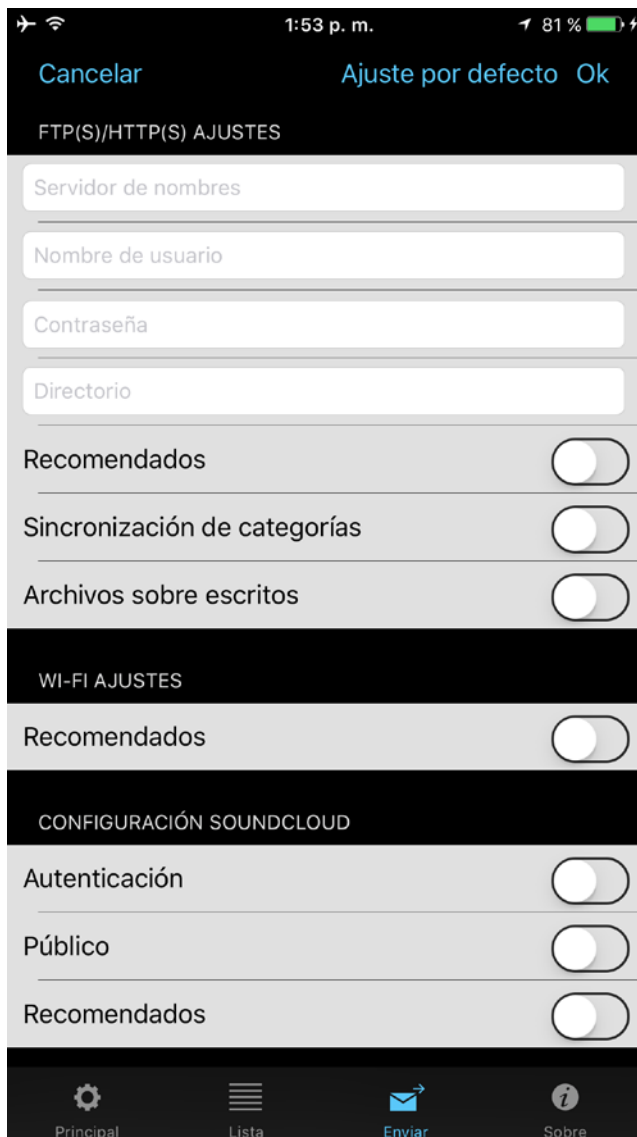 1:53 p. m.
81 %
Cancelar
Ajuste por defecto
Ok
FTP(S)/HTTP(S) AJUSTES
Servidor de nombres
Nombre de usuario
Contraseña
Directorio
Recomendados
Sincronización de categorías
Archivos sobre escritos
WI-FI AJUSTES
Recomendados
CONFIGURACIÓN SOUNDCLOUD
Autenticación
Público
Recomendados
Principal
Lista
Enviar
Sobre